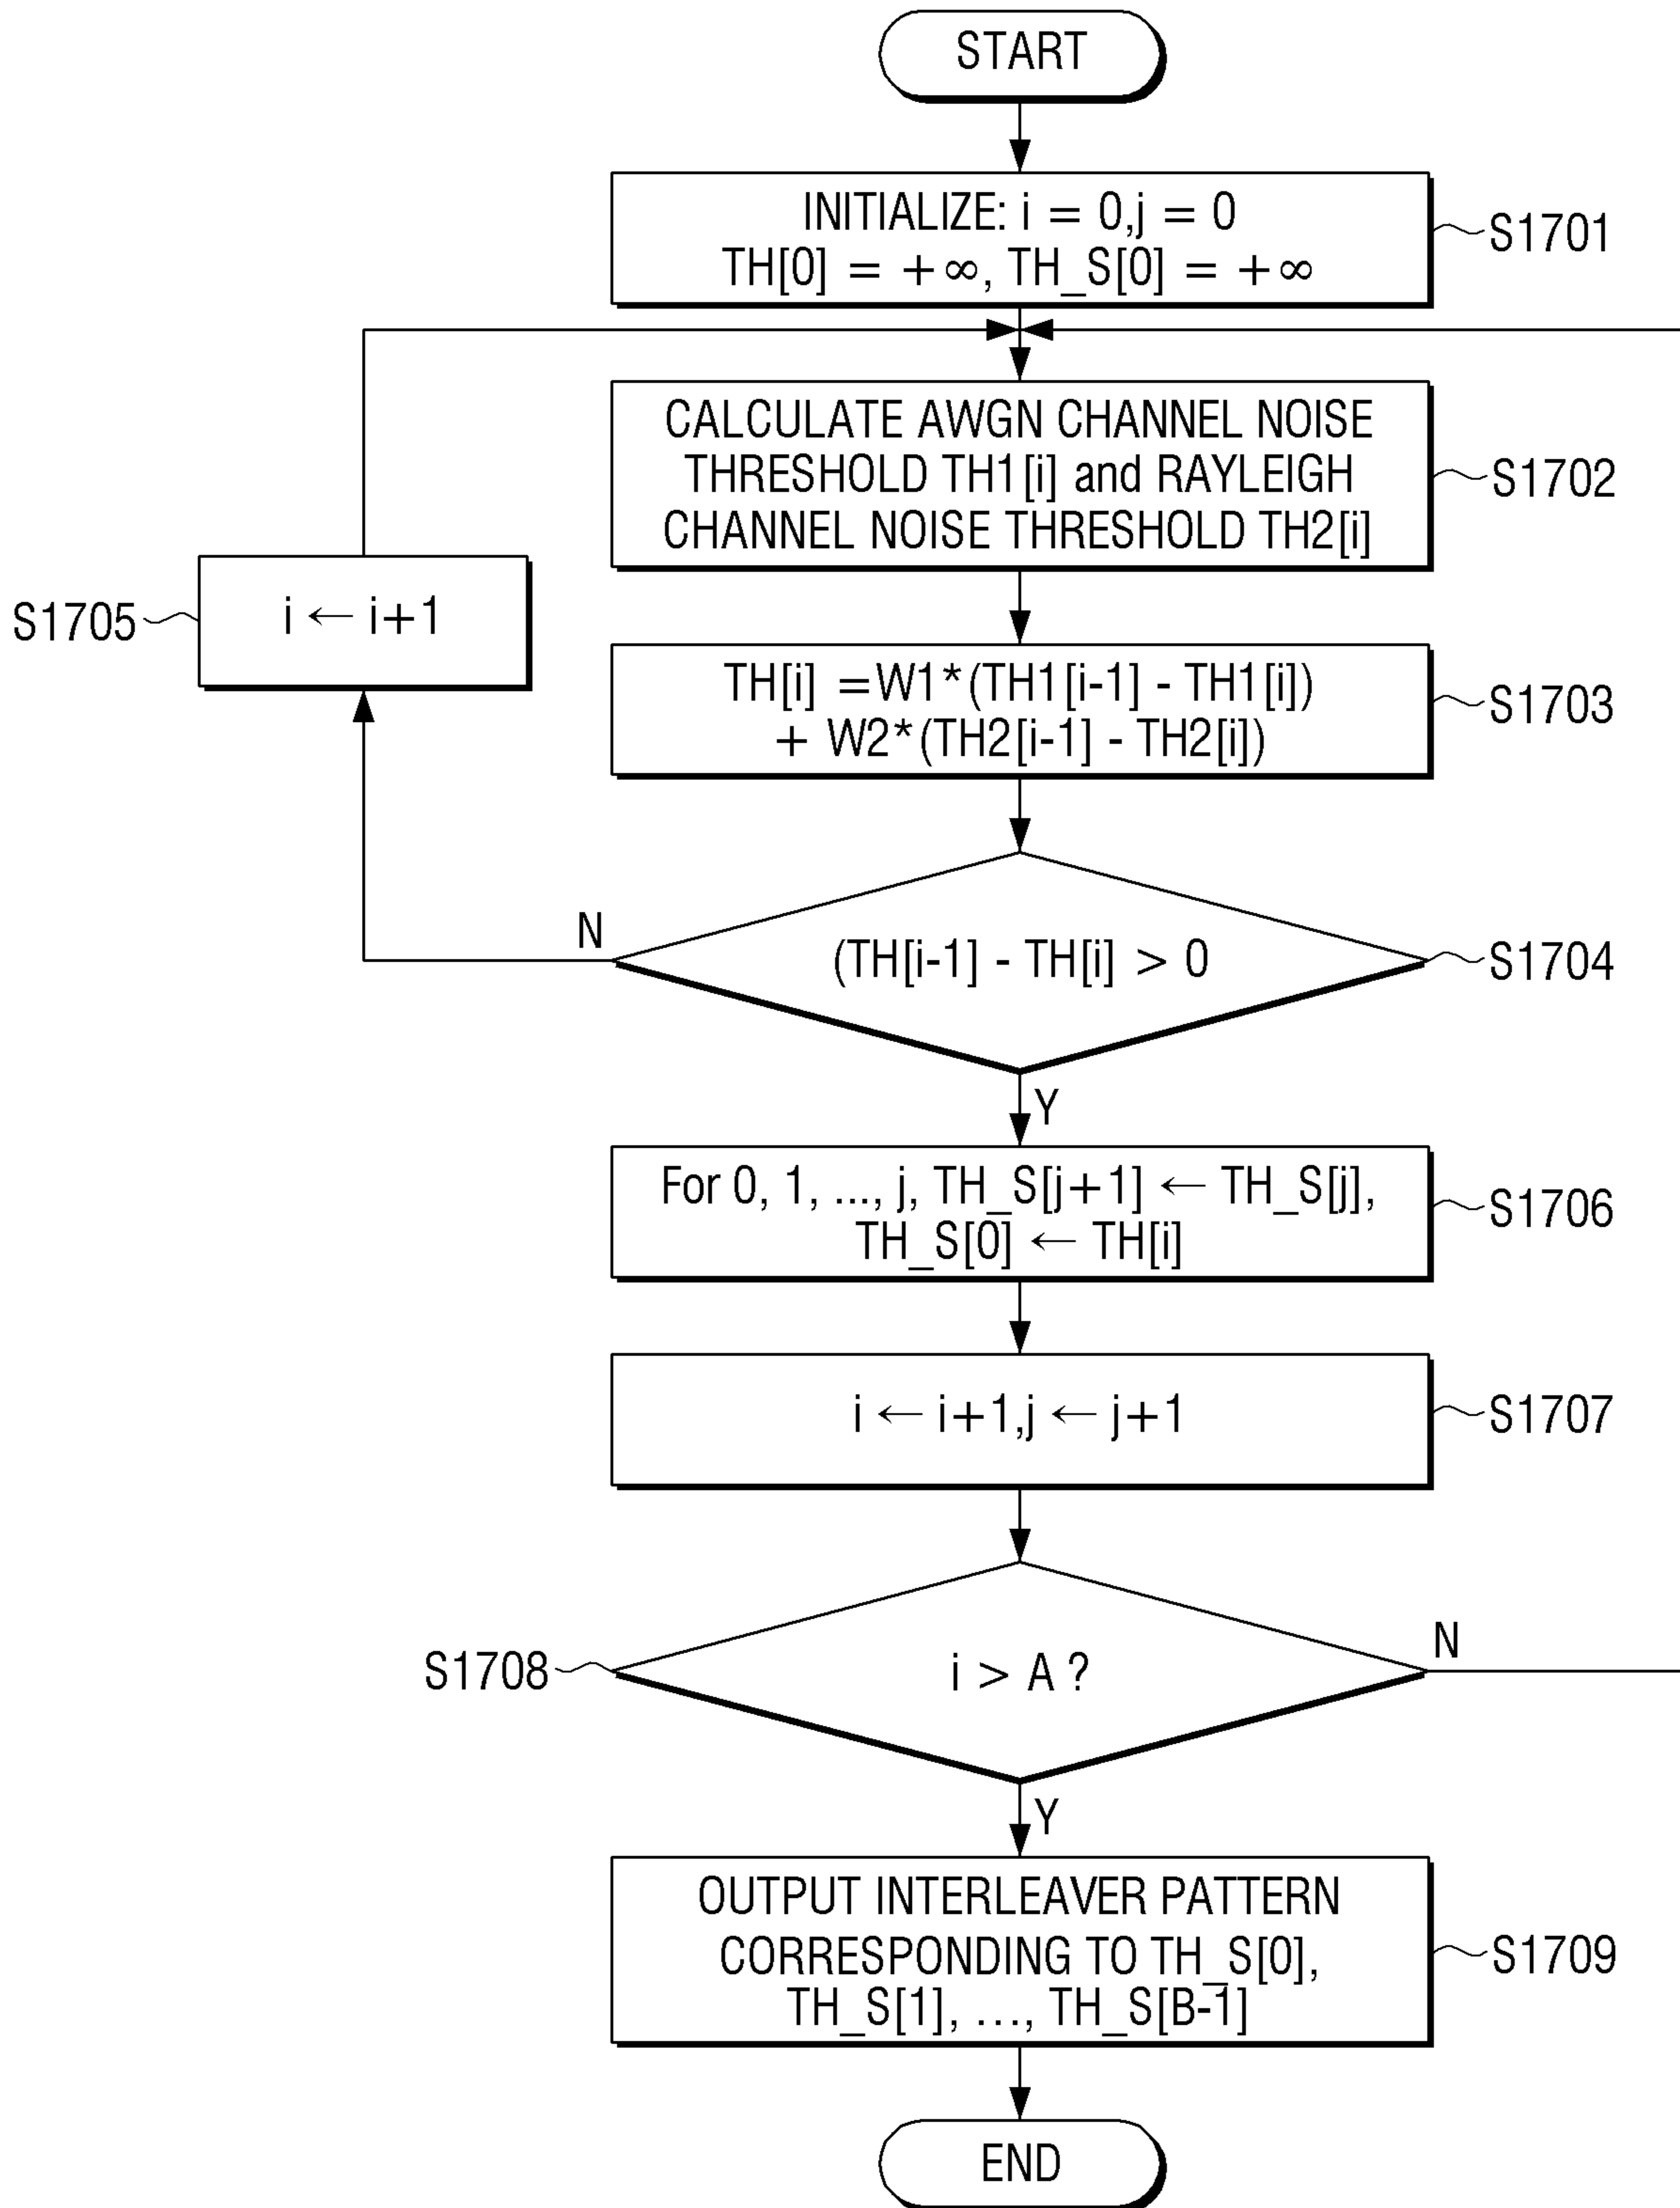 START
INITIALIZE: i = 0,j = 0
TH[0] = +∞, TH_S[0] = +∞
S1701
CALCULATE AWGN CHANNEL NOISE
THRESHOLD TH1[i] and RAYLEIGH
CHANNEL NOISE THRESHOLD TH2[i]
S1702
S1705
i ← i+1
TH[i] =W1*(TH1[i-1] - TH1[i])
+ W2*(TH2[i-1] - TH2[i])
S1703
N
(TH[i-1] - TH[i] > 0
S1704
Y
For 0, 1, ..., j, TH_S[j+1] ← TH_S[j],
TH_S[0] ← TH[i]
S1706
i ← i+1,j ← j+1
S1707
S1708
i > A ?
N
Y
OUTPUT INTERLEAVER PATTERN
CORRESPONDING TO TH_S[0],
TH_S[1], ..., TH_S[B-1]
S1709
END